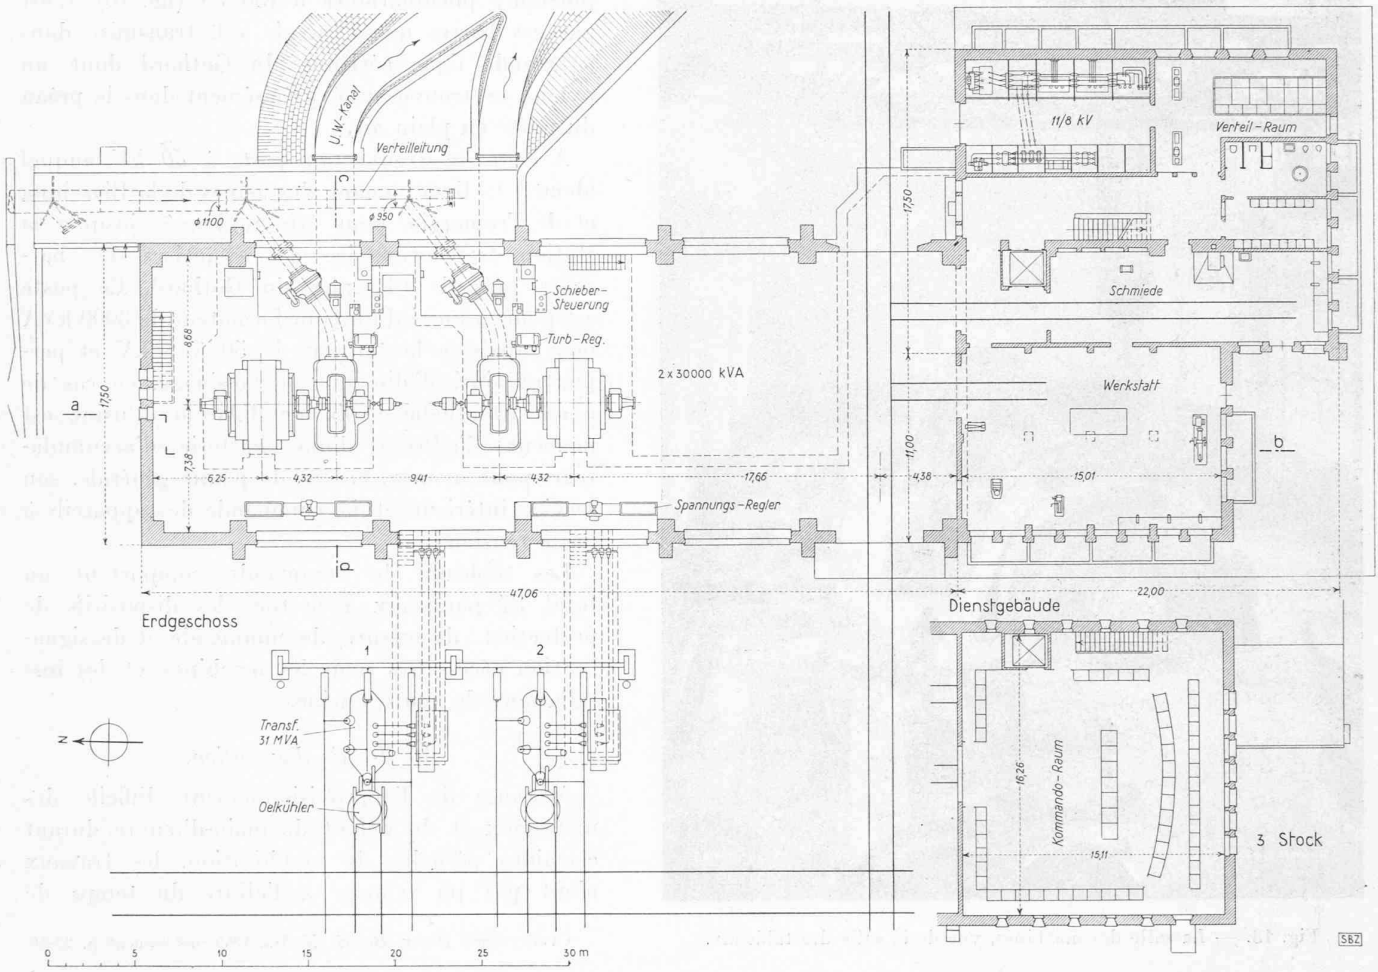 U.W-Kanal
Verteilleitung
c
ϕ1100
ϕ 950
11/8 kV
Verteil-Raum
17,50
Schieber-
Steuerung
Schmiede
8,68
Turb-Reg.
2 x 30000 kVA
Werkstatt
a
17,50
b
7,38
11,00
6,25
4,32
9,41
4,32
17,66
4,38
15,01
Spannungs-Regler
d
47,06
22,00
Erdgeschoss
Dienstgebäude
1
2
N
Transf.
31 MVA
Oelkühler
Kommando-Raum
16,26
15,11
3 Stock
SBZ
0
5
10
15
20
25
50 m